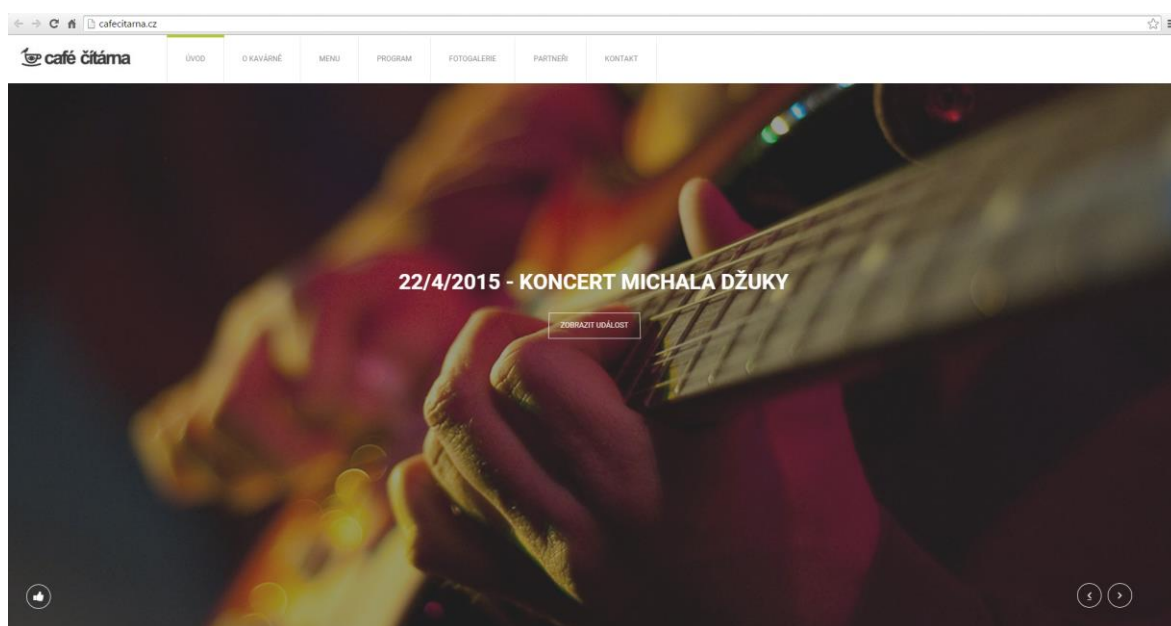 cafecitarna.cz
café čítárna
ÚVOD O KAVÁRNĚ MENU PROGRAM FOTOGALERIE PARTNEŘI KONTAKT
22/4/2015 - KONCERT MICHALA DŽUKY
ZOBRAZIT UDÁLOST